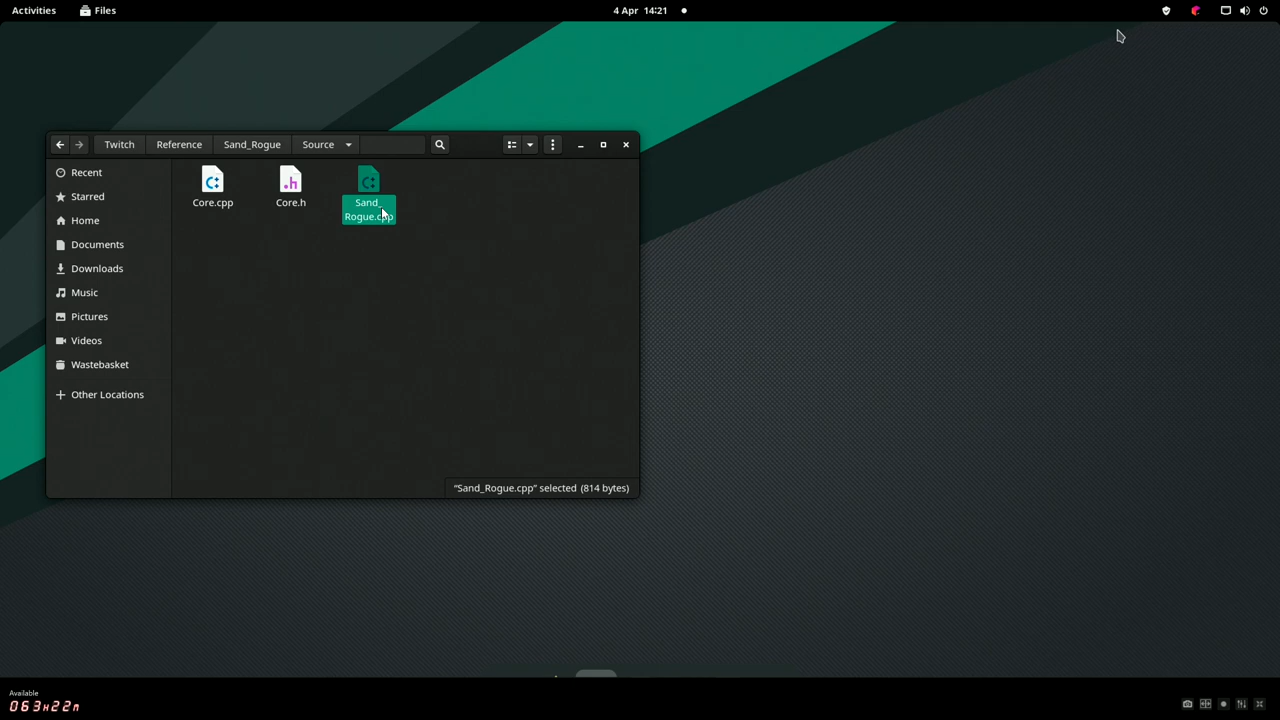 Activities
Files
4 Apr 14:21
Twitch
Reference
Sand_Rogue
Source
Recent
Starred
Home
Documents
Downloads
Music
Pictures
Videos
Wastebasket
Other Locations
Core.cpp
Core.h
Sand_
Rogue.cpp
“Sand_Rogue.cpp” selected (814 bytes)
Available
063H22m